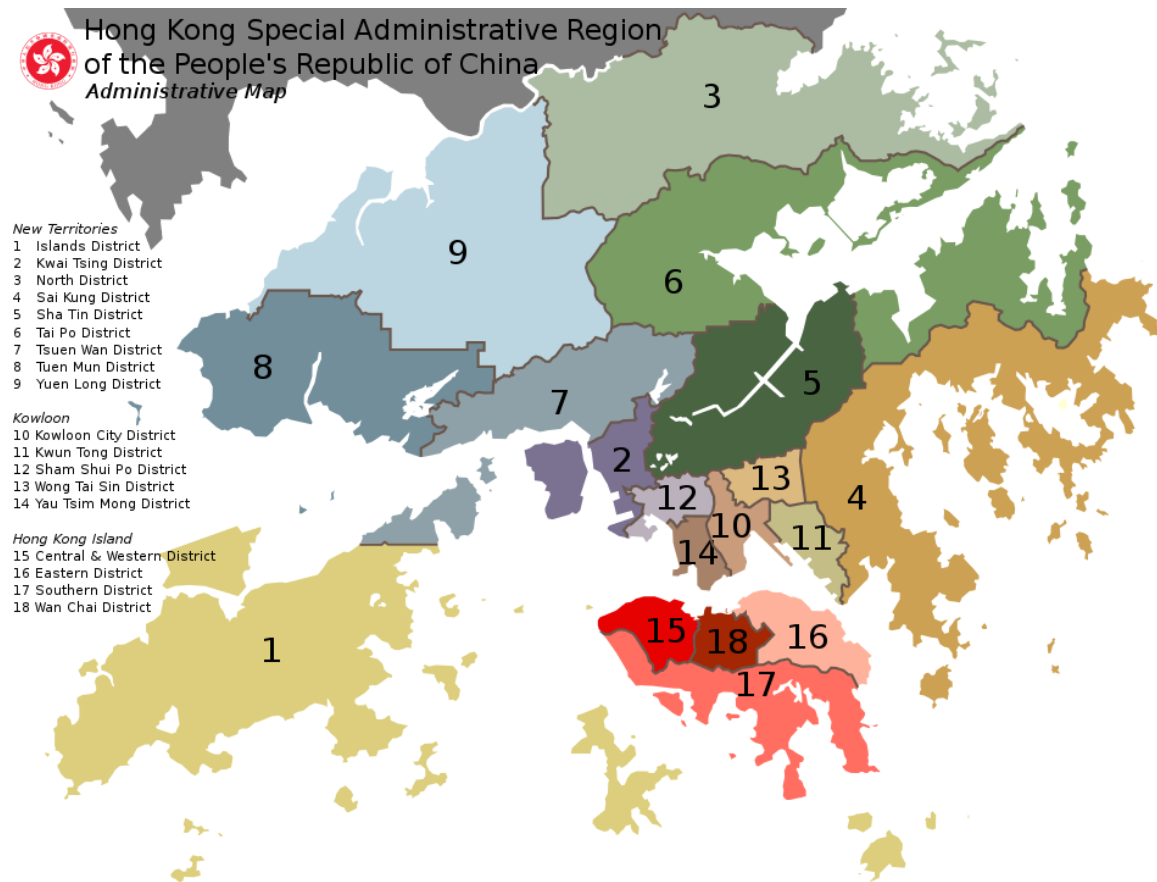 Hong Kong Special Administrative Region
of the People's Republic of China
Administrative Map
New Territories
1 Islands District
2 Kwai Tsing District
3 North District
4 Sai Kung District
5 Sha Tin District
6 Tai Po District
7 Tsuen Wan District
8 Tuen Mun District
9 Yuen Long District
Kowloon
10 Kowloon City District
11 Kwun Tong District
12 Sham Shui Po District
13 Wong Tai Sin District
14 Yau Tsim Mong District
Hong Kong Island
15 Central & Western District
16 Eastern District
17 Southern District
18 Wan Chai District
3
9
6
8
5
7
2
13
12
4
10
11
14
15
18
16
1
17